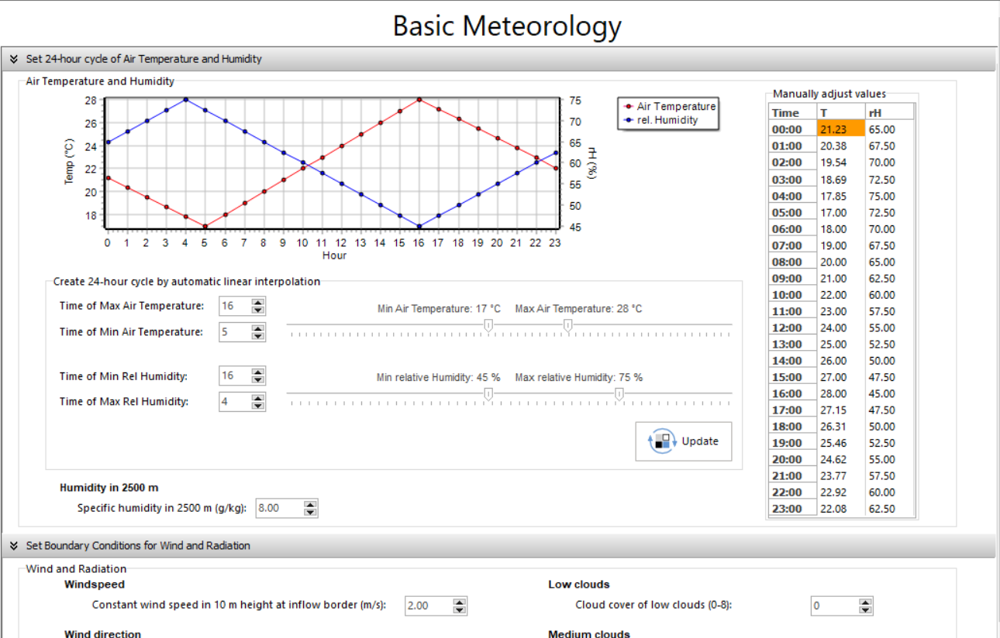 Basic Meteorology
Set 24-hour cycle of Air Temperature and Humidity
Air Temperature and Humidity
28
26
24
22
20
18
Temp (°C)
75
70
65
60
55
50
45
rH (%)
0 1 2 3 4 5 6 7 8 9 10 11 12 13 14 15 16 17 18 19 20 21 22 23
Hour
Air Temperature
rel. Humidity
Manually adjust values
Time T rH
00:00 21.23 65.00
01:00 20.38 67.50
02:00 19.54 70.00
03:00 18.69 72.50
04:00 17.85 75.00
05:00 17.00 72.50
06:00 18.00 70.00
07:00 19.00 67.50
08:00 20.00 65.00
09:00 21.00 62.50
10:00 22.00 60.00
11:00 23.00 57.50
12:00 24.00 55.00
13:00 25.00 52.50
14:00 26.00 50.00
15:00 27.00 47.50
16:00 28.00 45.00
17:00 27.15 47.50
18:00 26.31 50.00
19:00 25.46 52.50
20:00 24.62 55.00
21:00 23.77 57.50
22:00 22.92 60.00
23:00 22.08 62.50
Create 24-hour cycle by automatic linear interpolation
Time of Max Air Temperature: 16
Min Air Temperature: 17 °C Max Air Temperature: 28 °C
Time of Min Air Temperature: 5
Time of Min Rel Humidity: 16
Min relative Humidity: 45 % Max relative Humidity: 75 %
Time of Max Rel Humidity: 4
Update
Humidity in 2500 m
Specific humidity in 2500 m (g/kg): 8.00
Set Boundary Conditions for Wind and Radiation
Wind and Radiation
Windspeed
Constant wind speed in 10 m height at inflow border (m/s): 2.00
Wind direction
Low clouds
Cloud cover of low clouds (0-8): 0
Medium clouds